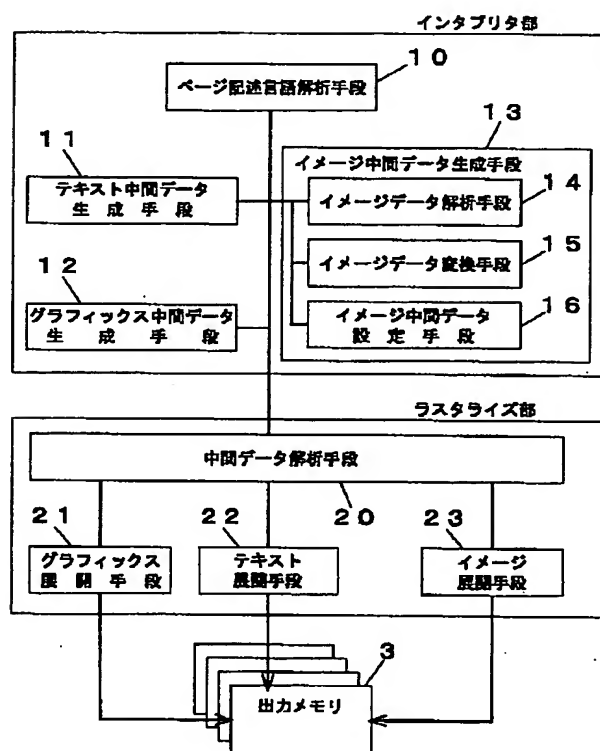 インタプリタ部
10
ページ記述言語解析手段
11
13
テキスト中間データ
生成手段
イメージ中間データ生成手段
14
イメージデータ解析手段
15
イメージデータ変換手段
12
グラフィックス中間データ
生成手段
16
イメージ中間データ
設定手段
ラスタライズ部
中間データ解析手段
21
22
20
23
グラフィックス
展開手段
テキスト
展開手段
イメージ
展開手段
3
出力メモリ